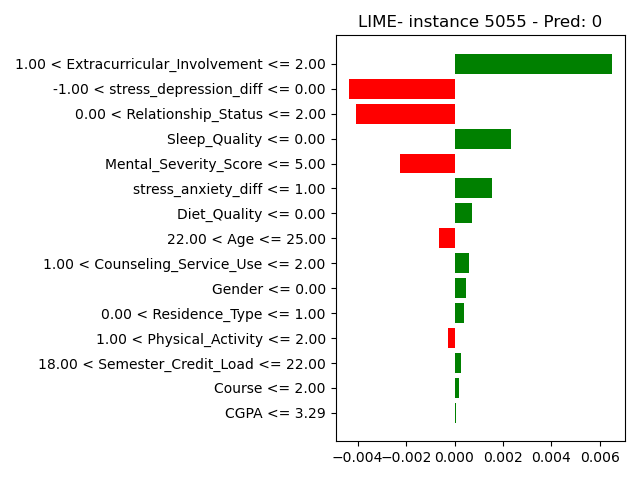 LIME- instance 5055 - Pred: 0
1.00 < Extracurricular_Involvement <= 2.00
-1.00 < stress_depression_diff <= 0.00
0.00 < Relationship_Status <= 2.00
Sleep_Quality <= 0.00
Mental_Severity_Score <= 5.00
stress_anxiety_diff <= 1.00
Diet_Quality <= 0.00
22.00 < Age <= 25.00
1.00 < Counseling_Service_Use <= 2.00
Gender <= 0.00
0.00 < Residence_Type <= 1.00
1.00 < Physical_Activity <= 2.00
18.00 < Semester_Credit_Load <= 22.00
Course <= 2.00
CGPA <= 3.29
−0.004 −0.002 0.000 0.002 0.004 0.006